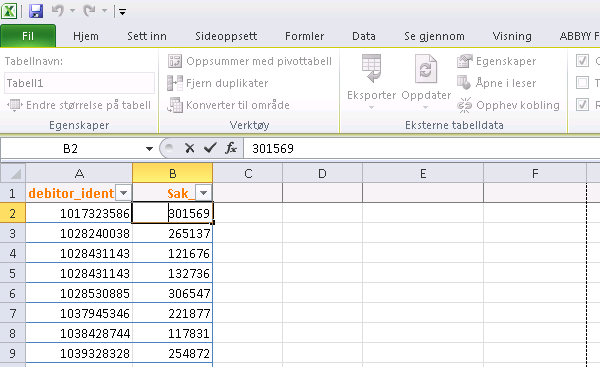 Fil Hjem Sett inn Sideoppsett Formler Data Se gjennom Visning ABBYY F
Tabellnavn:
Tabell1
Endre størrelse på tabell
Egenskaper
Oppsummer med pivottabell
Fjern duplikater
Konverter til område
Verktøy
Eksporter Oppdater
Egenskaper
Åpne i leser
Opphev kobling
Eksterne tabelldata
O
T
R
B2 fx 301569
A B C D E F
1 debitor_ident Sak_
2 1017323586 301569
3 1028240038 265137
4 1028431143 121676
5 1028431143 132736
6 1028530885 306547
7 1037945346 221877
8 1038428744 117831
9 1039328328 254872